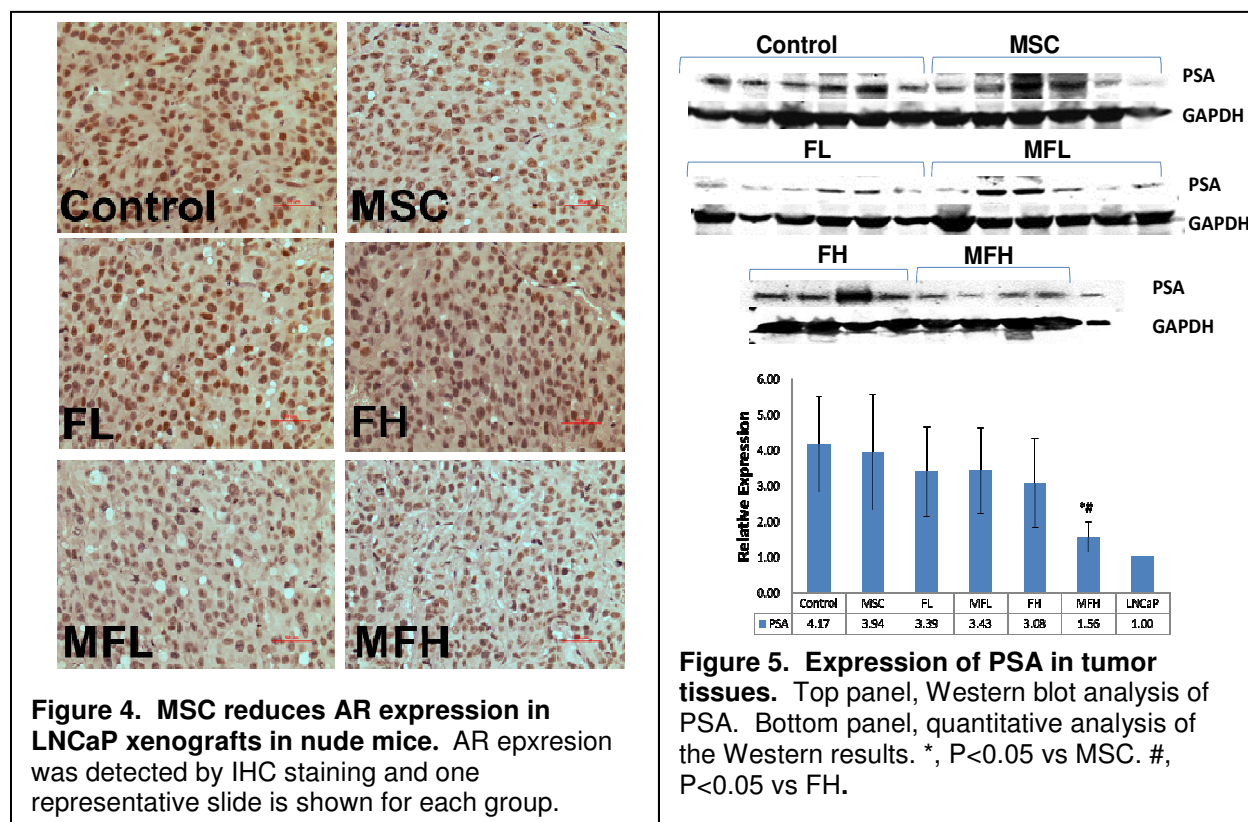 Control
MSC
FL
FH
MFL
MFH
Figure 4. MSC reduces AR expression in
LNCaP xenografts in nude mice. AR epxresion
was detected by IHC staining and one
representative slide is shown for each group.
Control MSC
PSA
GAPDH
FL MFL
PSA
GAPDH
FH MFH
PSA
GAPDH
6.00
5.00
4.00
3.00
2.00
1.00
0.00
Relative Expression
*#
Control MSC FL MFL FH MFH LNCaP
PSA 4.17 3.94 3.39 3.43 3.08 1.56 1.00
Figure 5. Expression of PSA in tumor
tissues. Top panel, Western blot analysis of
PSA. Bottom panel, quantitative analysis of
the Western results. *, P<0.05 vs MSC. #,
P<0.05 vs FH.